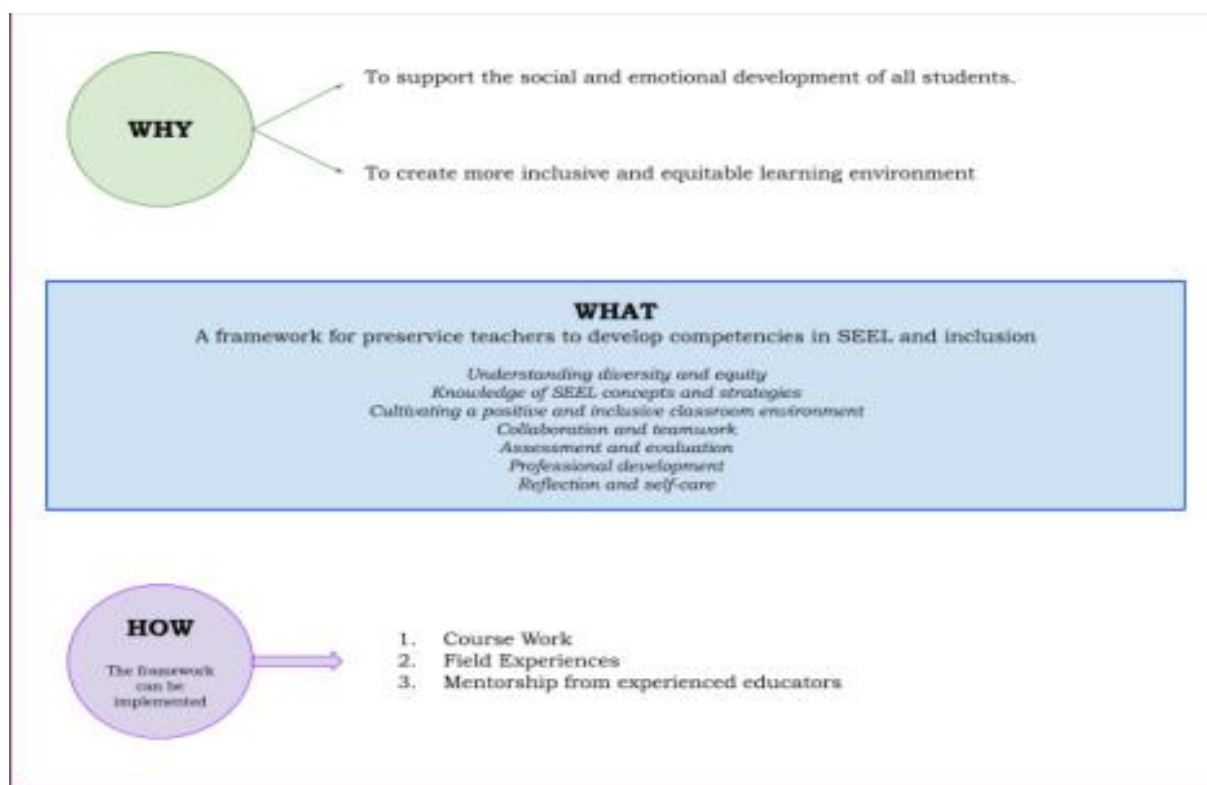 WHY
To support the social and emotional development of all students.
To create more inclusive and equitable learning environment
WHAT
A framework for preservice teachers to develop competencies in SEEL and inclusion
Understanding diversity and equity
Knowledge of SEEL concepts and strategies
Cultivating a positive and inclusive classroom environment
Collaboration and teamwork
Assessment and evaluation
Professional development
Reflection and self-care
HOW
The framework
can be
implemented
1. Course Work
2. Field Experiences
3. Mentorship from experienced educators